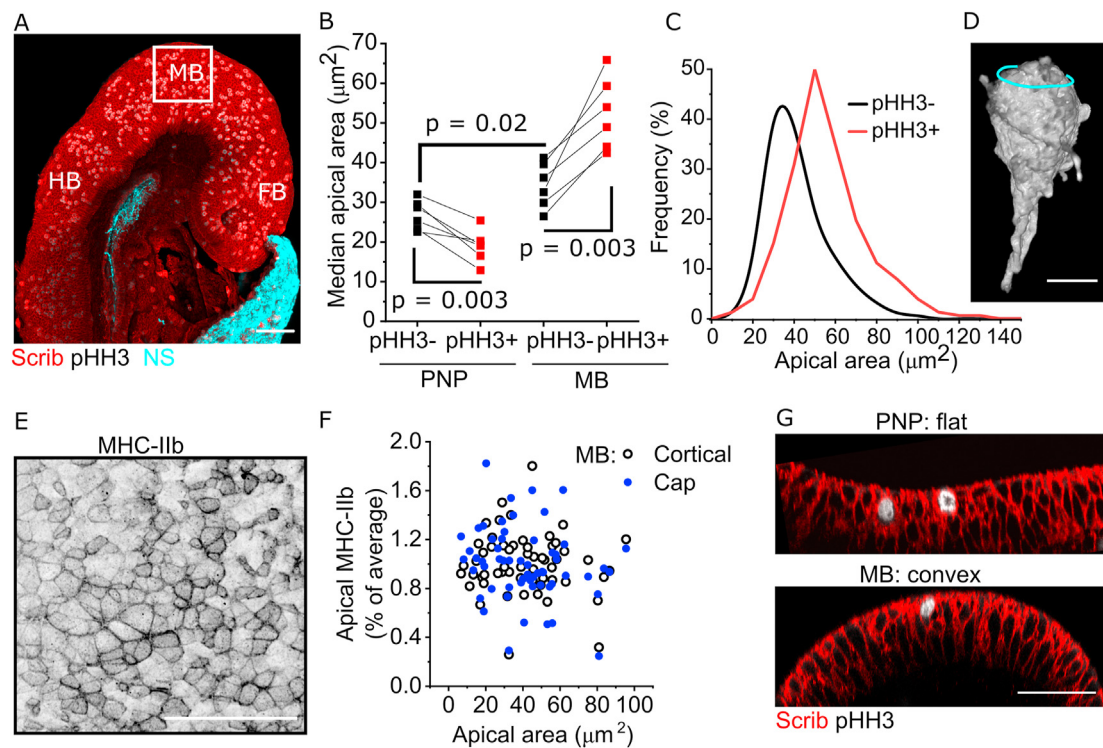 A
MB
HB
FB
Scrib pHH3 NS
B
Median apical area (μm²)
70
60
50
40
30
20
10
0
p = 0.02
p = 0.003
p = 0.003
pHH3- pHH3+ pHH3- pHH3+
PNP MB
C
Frequency (%)
50
40
30
20
10
0
pHH3-
pHH3+
0 20 40 60 80 100 120 140
Apical area (μm²)
D
E
MHC-IIb
F
Apical MHC-IIb
(% of average)
2.0
1.6
1.2
0.8
0.4
0.0
MB: Cortical
Cap
0 20 40 60 80 100
Apical area (μm²)
G
PNP: flat
MB: convex
Scrib pHH3